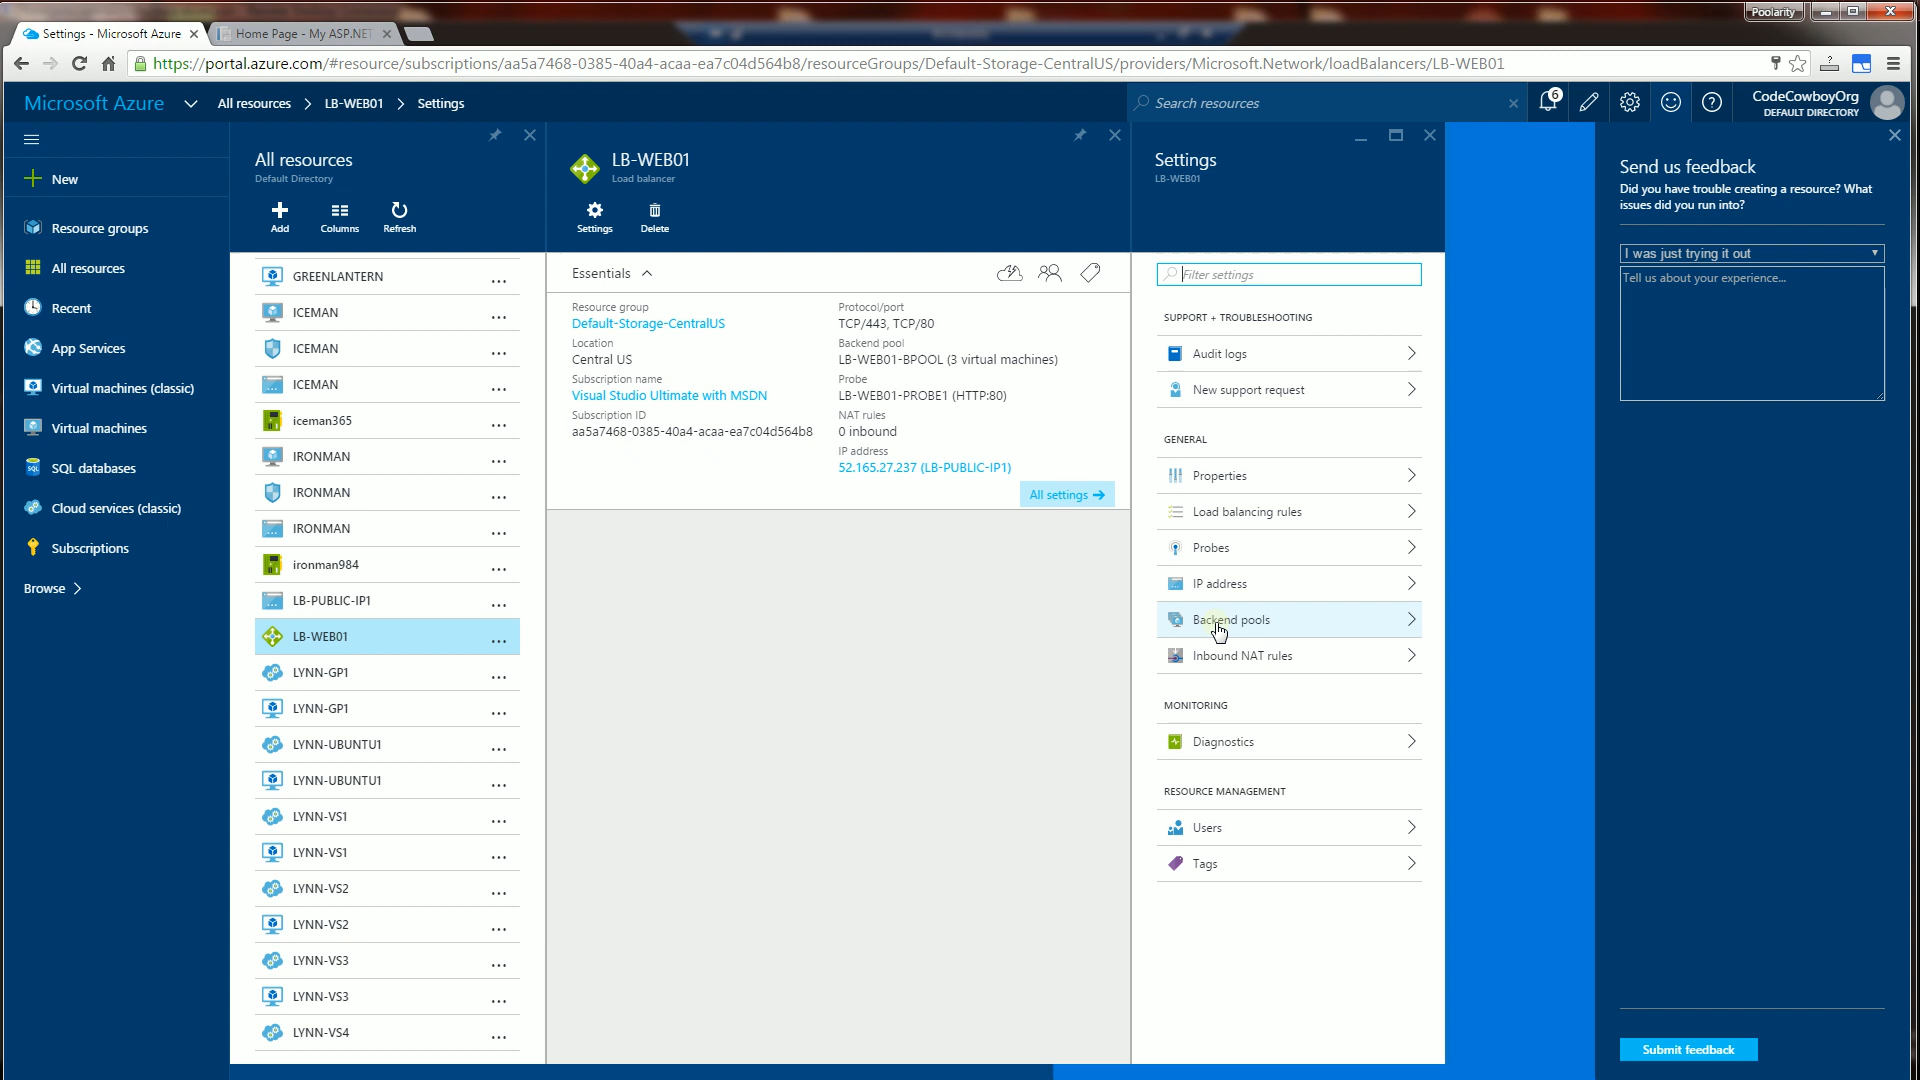 Poolarity
Settings - Microsoft Azure
Home Page - My ASP.NET
https://portal.azure.com/#resource/subscriptions/aa5a7468-0385-40a4-acaa-ea7c04d564b8/resourceGroups/Default-Storage-CentralUS/providers/Microsoft.Network/loadBalancers/LB-WEB01
Microsoft Azure
All resources > LB-WEB01 > Settings
Search resources
6
CodeCowboyOrg
DEFAULT DIRECTORY
New
Resource groups
All resources
Recent
App Services
Virtual machines (classic)
Virtual machines
SQL databases
Cloud services (classic)
Subscriptions
Browse >
All resources
Default Directory
Add
Columns
Refresh
GREENLANTERN ...
ICEMAN ...
ICEMAN ...
ICEMAN ...
iceman365 ...
IRONMAN ...
IRONMAN ...
IRONMAN ...
ironman984 ...
LB-PUBLIC-IP1 ...
LB-WEB01 ...
LYNN-GP1 ...
LYNN-GP1 ...
LYNN-UBUNTU1 ...
LYNN-UBUNTU1 ...
LYNN-VS1 ...
LYNN-VS1 ...
LYNN-VS2 ...
LYNN-VS2 ...
LYNN-VS3 ...
LYNN-VS3 ...
LYNN-VS4 ...
LB-WEB01
Load balancer
Settings
Delete
Essentials
Resource group
Default-Storage-CentralUS
Location
Central US
Subscription name
Visual Studio Ultimate with MSDN
Subscription ID
aa5a7468-0385-40a4-acaa-ea7c04d564b8
Protocol/port
TCP/443, TCP/80
Backend pool
LB-WEB01-BPOOL (3 virtual machines)
Probe
LB-WEB01-PROBE1 (HTTP:80)
NAT rules
0 inbound
IP address
52.165.27.237 (LB-PUBLIC-IP1)
All settings →
Settings
LB-WEB01
Filter settings
SUPPORT + TROUBLESHOOTING
Audit logs
New support request
GENERAL
Properties
Load balancing rules
Probes
IP address
Backend pools
Inbound NAT rules
MONITORING
Diagnostics
RESOURCE MANAGEMENT
Users
Tags
Send us feedback
Did you have trouble creating a resource? What
issues did you run into?
I was just trying it out
Tell us about your experience...
Submit feedback